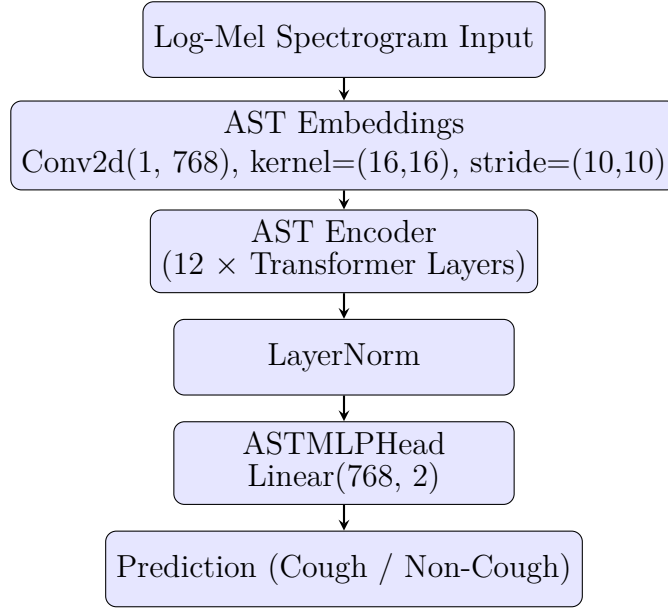 Log-Mel Spectrogram Input
AST Embeddings
Conv2d(1, 768), kernel=(16,16), stride=(10,10)
AST Encoder
(12 × Transformer Layers)
LayerNorm
ASTMLPHead
Linear(768, 2)
Prediction (Cough / Non-Cough)